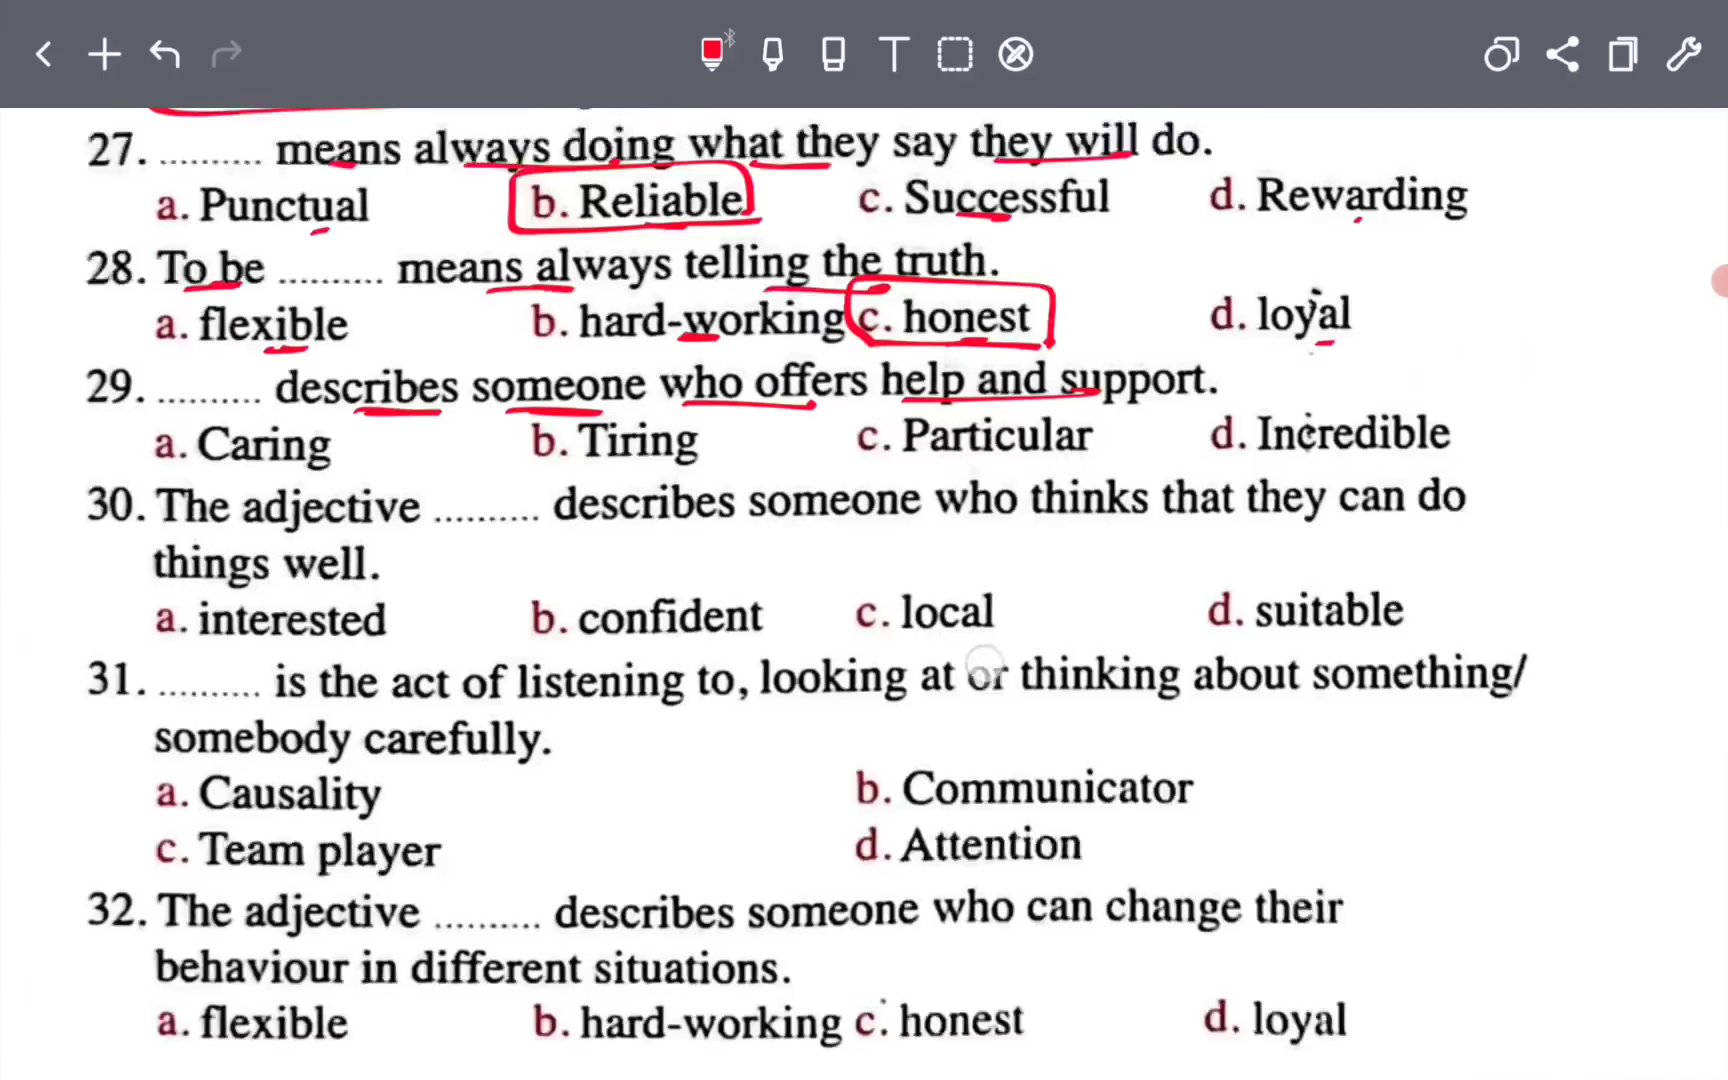 27. .......... means always doing what they say they will do.
a. Punctual b. Reliable c. Successful d. Rewarding
28. To be .......... means always telling the truth.
a. flexible b. hard-working c. honest d. loyal
29. .......... describes someone who offers help and support.
a. Caring b. Tiring c. Particular d. Incredible
30. The adjective .......... describes someone who thinks that they can do
things well.
a. interested b. confident c. local d. suitable
31. .......... is the act of listening to, looking at or thinking about something/
somebody carefully.
a. Causality b. Communicator
c. Team player d. Attention
32. The adjective .......... describes someone who can change their
behaviour in different situations.
a. flexible b. hard-working c. honest d. loyal